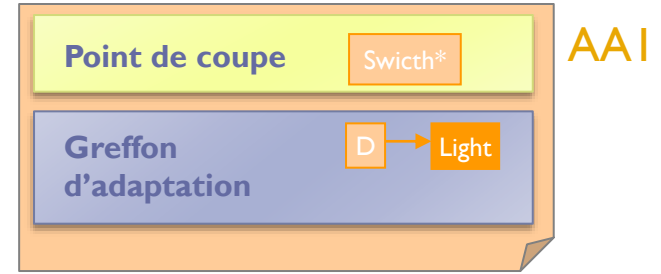 Point de coupe
Swicth*
AA1
Greffon
d'adaptation
D
Light